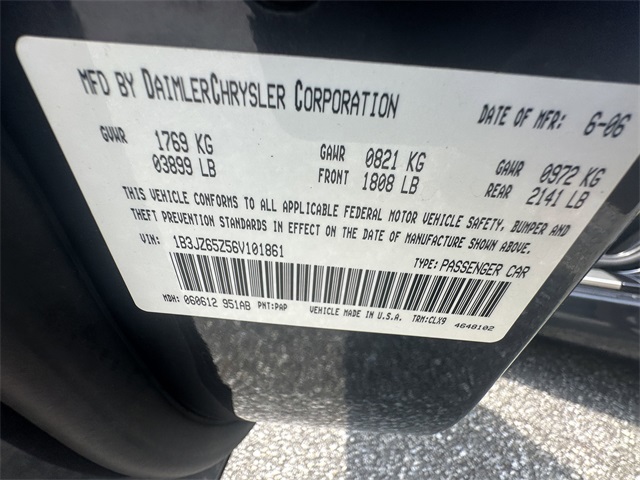 MFD BY DAIMLERCHRYSLER CORPORATION
DATE OF MFR: 6-06
GVWR 1769 KG
03899 LB
GAWR FRONT 0821 KG
1808 LB
GAWR REAR 0972 KG
2141 LB
THIS VEHICLE CONFORMS TO ALL APPLICABLE FEDERAL MOTOR VEHICLE SAFETY, BUMPER AND
THEFT PREVENTION STANDARDS IN EFFECT ON THE DATE OF MANUFACTURE SHOWN ABOVE.
VIN: 1B3JZ65Z56V101861
TYPE: PASSENGER CAR
MDH: 060612 951AB PNT:PAP VEHICLE MADE IN U.S.A. TRM:CLX9 4648102